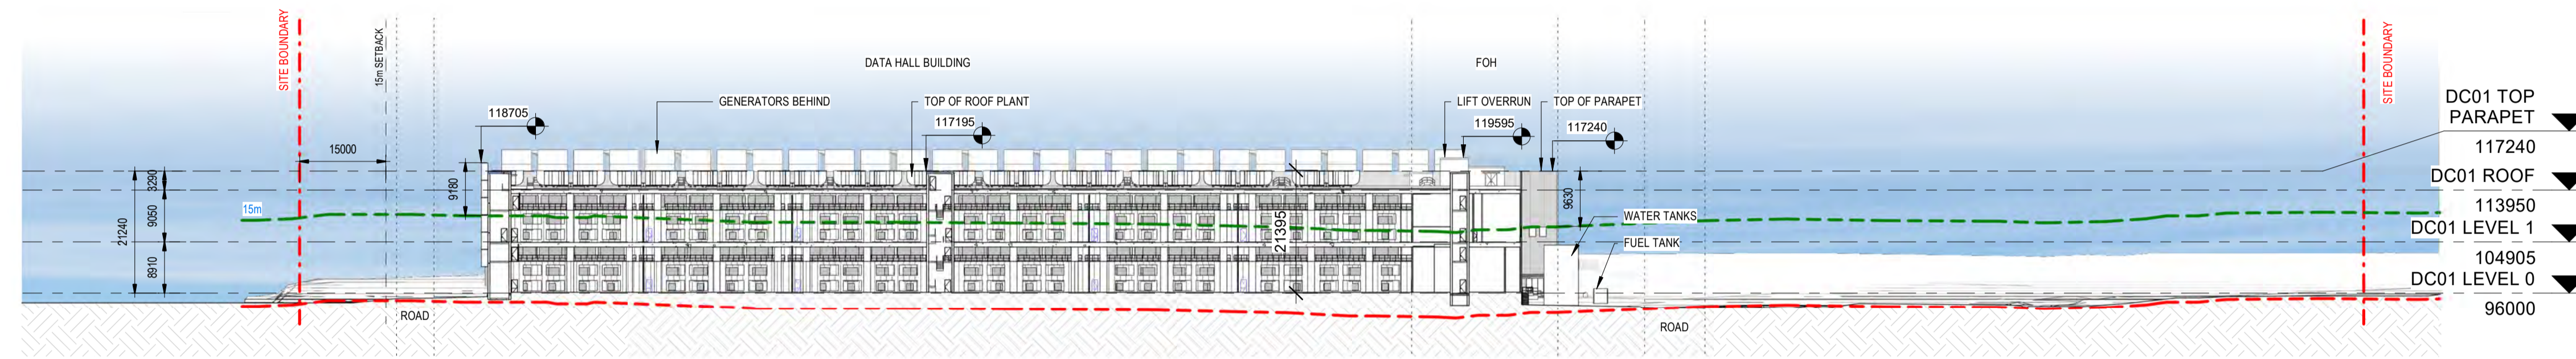 SITE BOUNDARY
15m SETBACK
DATA HALL BUILDING
FOH
SITE BOUNDARY
GENERATORS BEHIND
TOP OF ROOF PLANT
LIFT OVERRUN
TOP OF PARAPET
118705
117195
119595
117240
15000
3290
9050
8910
21240
9180
15m
21395
9630
WATER TANKS
FUEL TANK
ROAD
ROAD
DC01 TOP
PARAPET
117240
DC01 ROOF
113950
DC01 LEVEL 1
104905
DC01 LEVEL 0
96000